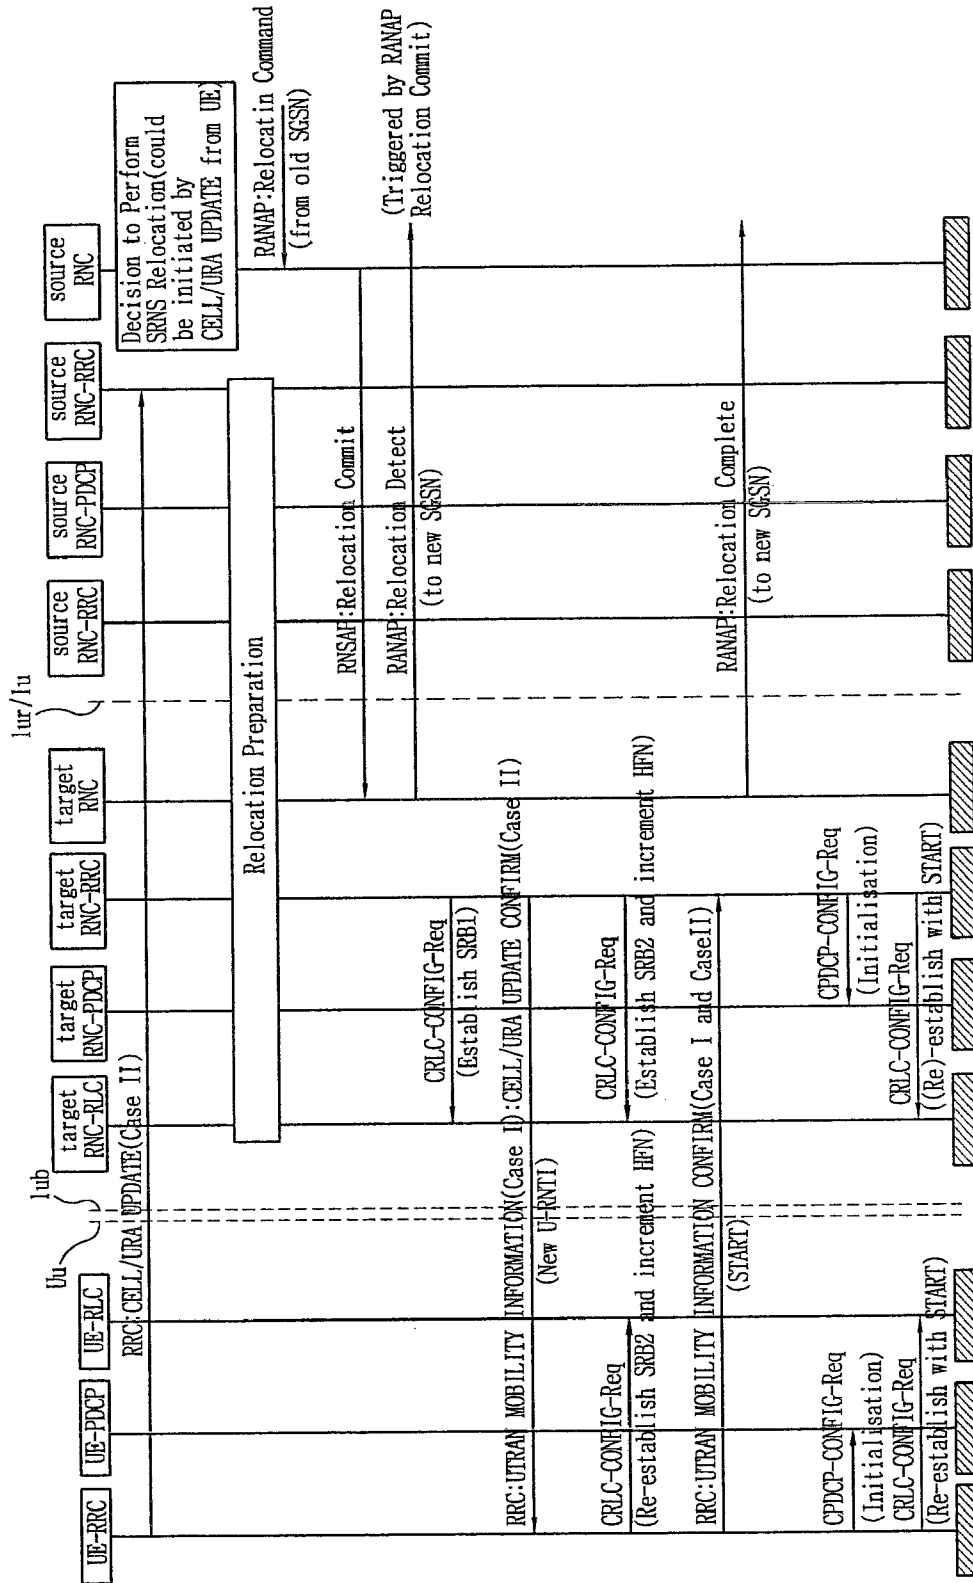 UE-RRC
UE-PDCP
UE-RLC
Uu
lub
target
RNC-RLC
target
RNC-PDCP
target
RNC-RRC
target
RNC
lur/lu
source
RNC-RRC
source
RNC-PDCP
source
RNC-RRC
source
RNC
RRC:CELL/URA UPDATE(Case II)
Decision to Perform
SRNS Relocation(could
be initiated by
CELL/URA UPDATE from UE)
Relocation Preparation
RANAP:Relocatin Command
(from old SGSN)
RNSAP:Relocation Commit
RANAP:Relocation Detect
(to new SGSN)
(Triggered by RANAP
Relocation Commit)
CRLC-CONFIG-Req
(Establish SRB1)
RRC:UTRAN MOBILITY INFORMATION(Case I):CELL/URA UPDATE CONFIRM(Case II)
(New U-RNTI)
CRLC-CONFIG-Req
(Re-establish SRB2 and increment HFN)
CRLC-CONFIG-Req
(Establish SRB2 and increment HFN)
RRC:UTRAN MOBILITY INFORMATION CONFIRM(Case I and CaseII)
(START)
RANAP:Relocation Complete
(to new SGSN)
CPDCP-CONFIG-Req
(Initialisation)
CRLC-CONFIG-Req
(Re-establish with START)
CPDCP-CONFIG-Req
(Initialisation)
CRLC-CONFIG-Req
((Re)-establish with START)